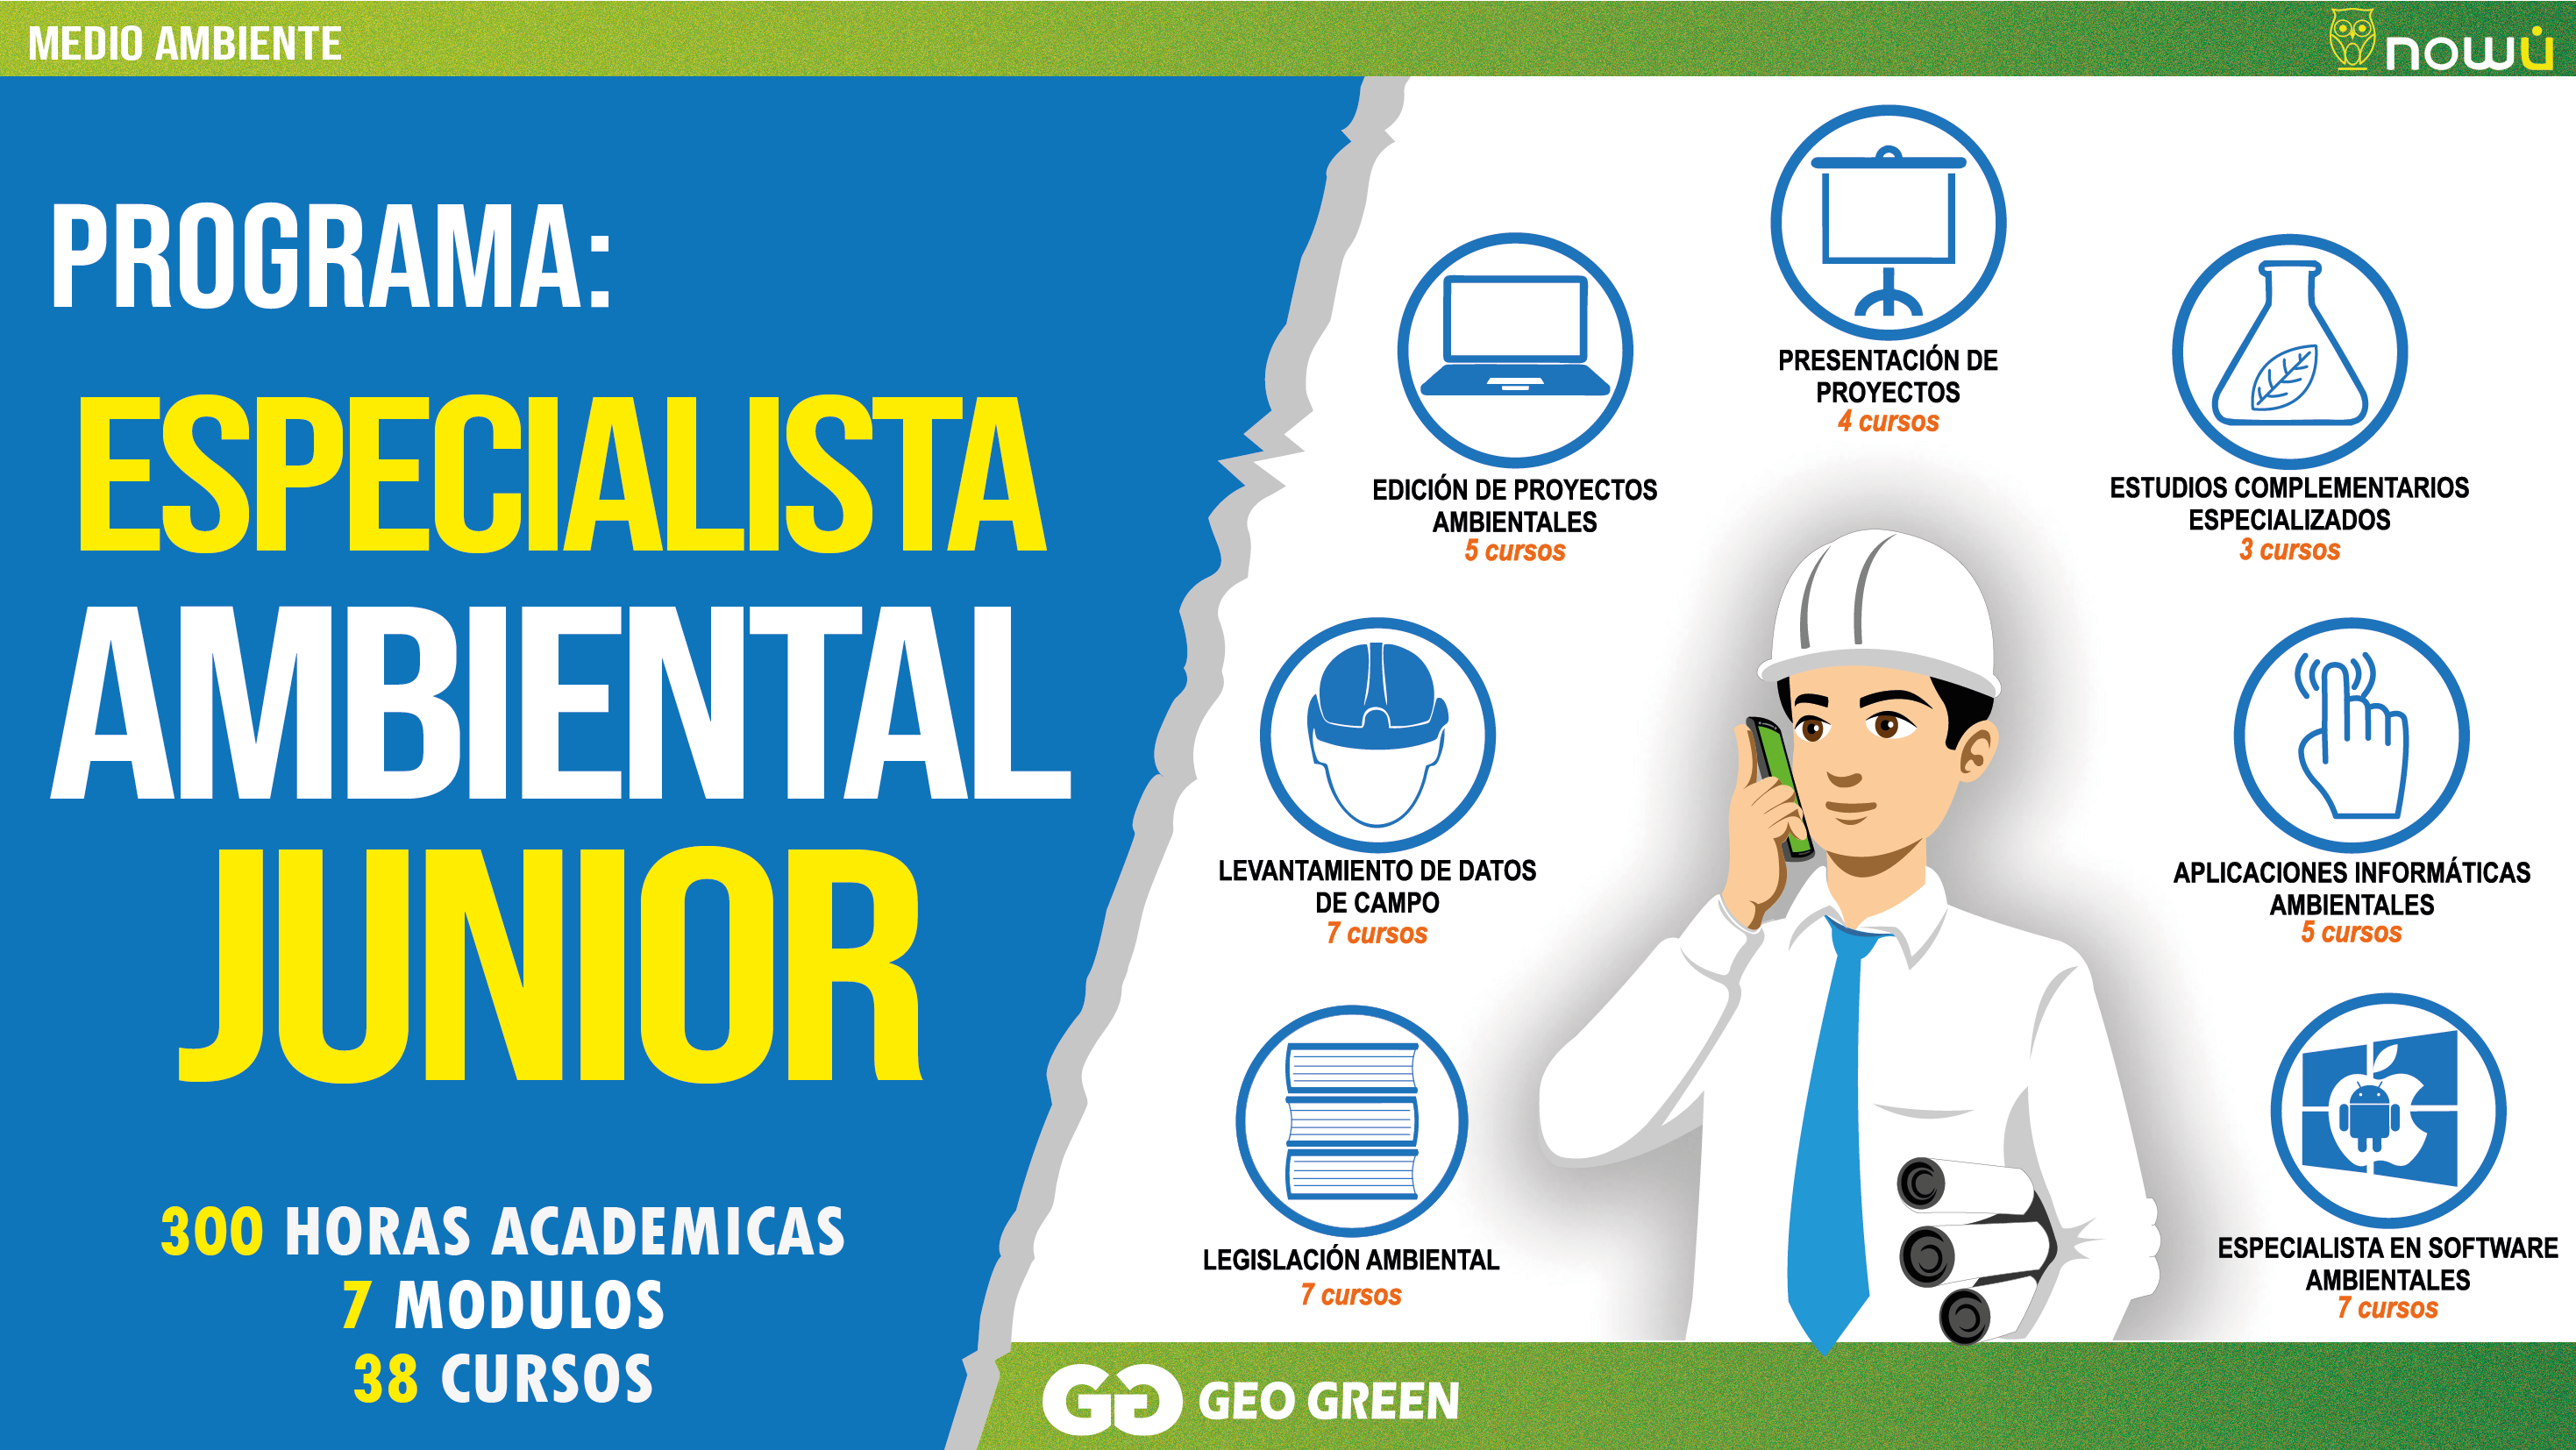 MEDIO AMBIENTE
nowú
PROGRAMA:
ESPECIALISTA
AMBIENTAL
JUNIOR
300 HORAS ACADEMICAS
7 MODULOS
38 CURSOS
PRESENTACIÓN DE
PROYECTOS
4 cursos
EDICIÓN DE PROYECTOS
AMBIENTALES
5 cursos
ESTUDIOS COMPLEMENTARIOS
ESPECIALIZADOS
3 cursos
LEVANTAMIENTO DE DATOS
DE CAMPO
7 cursos
APLICACIONES INFORMÁTICAS
AMBIENTALES
5 cursos
LEGISLACIÓN AMBIENTAL
7 cursos
ESPECIALISTA EN SOFTWARE
AMBIENTALES
7 cursos
GG GEO GREEN